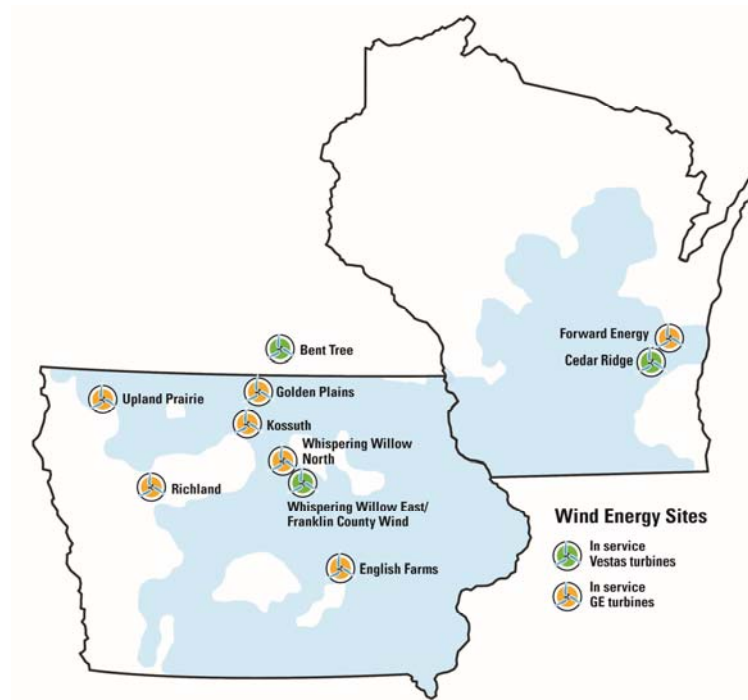 Forward Energy
Cedar Ridge
Bent Tree
Upland Prairie
Golden Plains
Kossuth
Whispering Willow
North
Richland
Whispering Willow East/
Franklin County Wind
English Farms
Wind Energy Sites
In service
Vestas turbines
In service
GE turbines